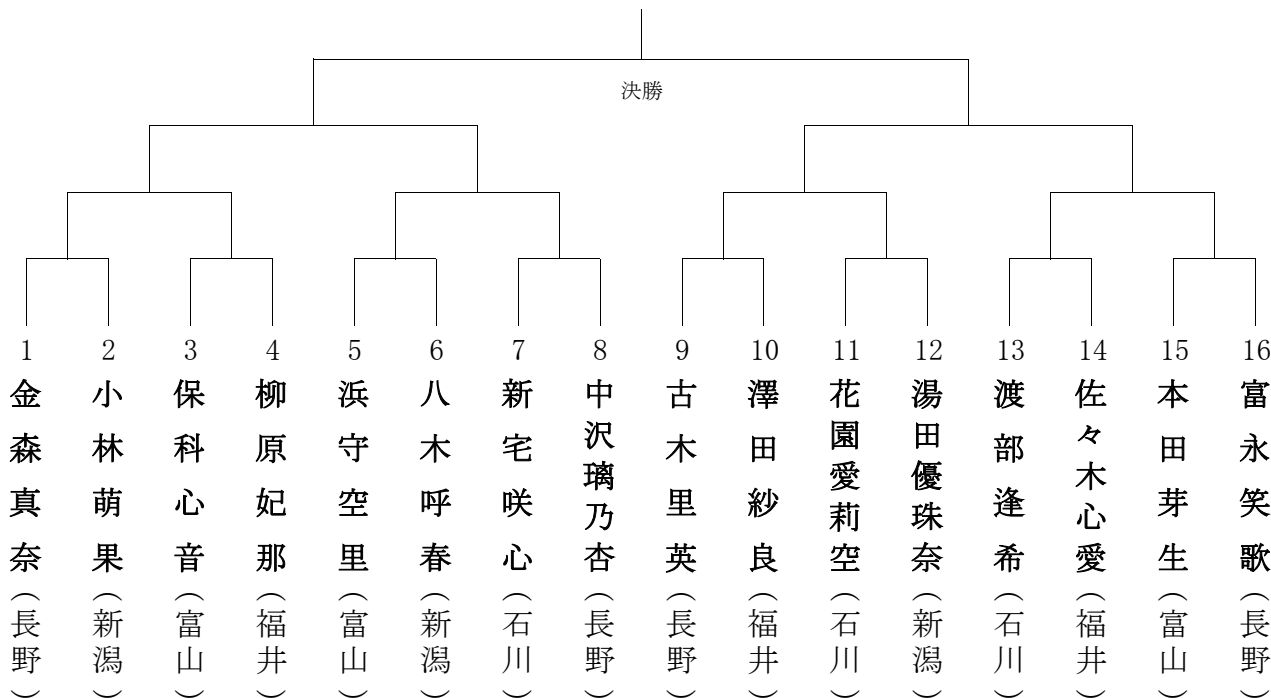 決勝
1
金森真奈(長野)
2
小林萌果(新潟)
3
保科心音(富山)
4
柳原妃那(福井)
5
浜守空里(富山)
6
八木呼春(新潟)
7
新宅咲心(石川)
8
中沢璃乃杏(長野)
9
古木里英(長野)
10
澤田紗良(福井)
11
花園愛莉空(石川)
12
湯田優珠奈(新潟)
13
渡部逢希(石川)
14
佐々木心愛(福井)
15
本田芽生(富山)
16
富永笑歌(長野)